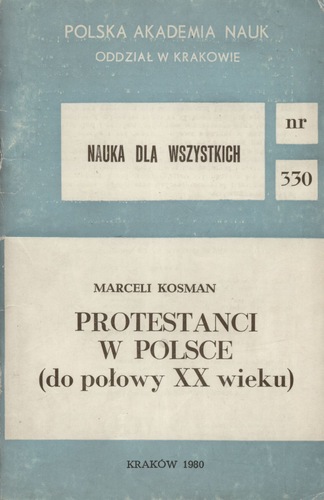 POLSKA AKADEMIA NAUK
ODDZIAŁ W KRAKOWIE
NAUKA DLA WSZYSTKICH
nr
330
MARCELI KOSMAN
PROTESTANCI
W POLSCE
(do połowy XX wieku)
KRAKÓW 1980